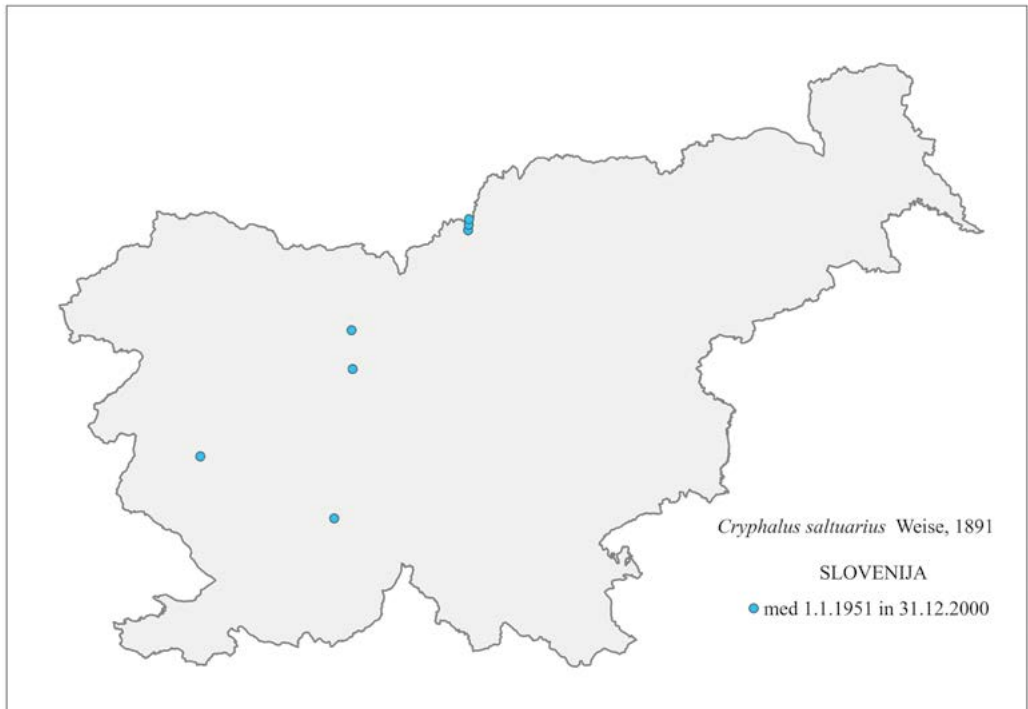 Cryphalus saltuarius Weise, 1891
SLOVENIJA
med 1.1.1951 in 31.12.2000